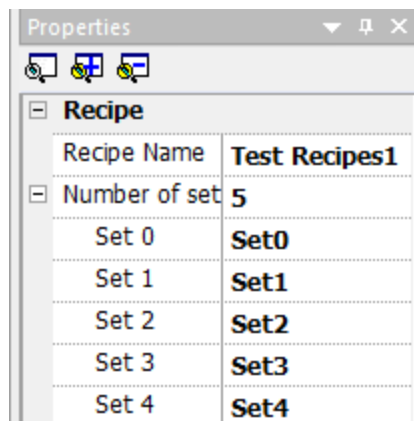 Properties
Recipe
Recipe Name Test Recipes1
Number of set 5
Set 0 Set0
Set 1 Set1
Set 2 Set2
Set 3 Set3
Set 4 Set4